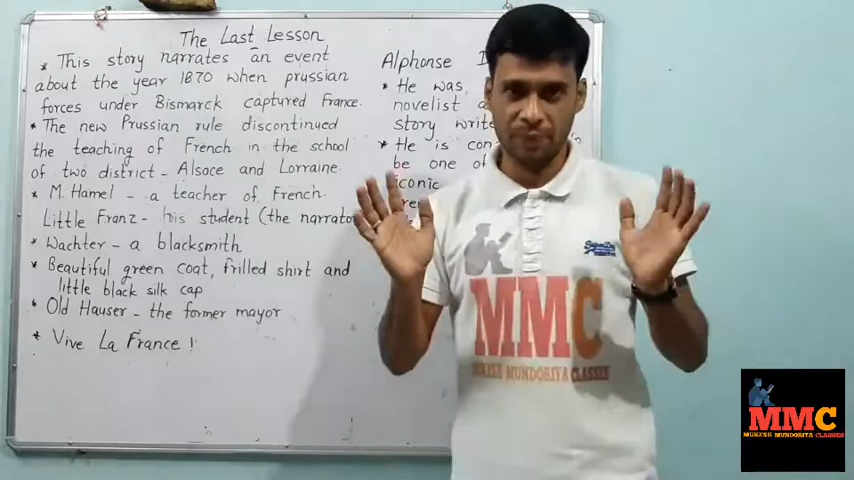 The Last Lesson
* This story narrates an event
about the year 1870 when prussian
forces under Bismarck captured France.
* The new Prussian rule discontinued
the teaching of French in the school
of two district - Alsace and Lorraine.
* M. Hamel - a teacher of French.
Little Franz - his student (the narrator
* Wachter - a blacksmith
* Beautiful green coat, frilled shirt and
little black silk cap
* Old Hauser - the former mayor
* Vive La France !
Alphonse
* He was
novelist
story
* He is
be one of
iconic
Superdry
MMC
MUKESH MUNDORIYA CLASSES
MMC
MUKESH MUNDORIYA CLASSES